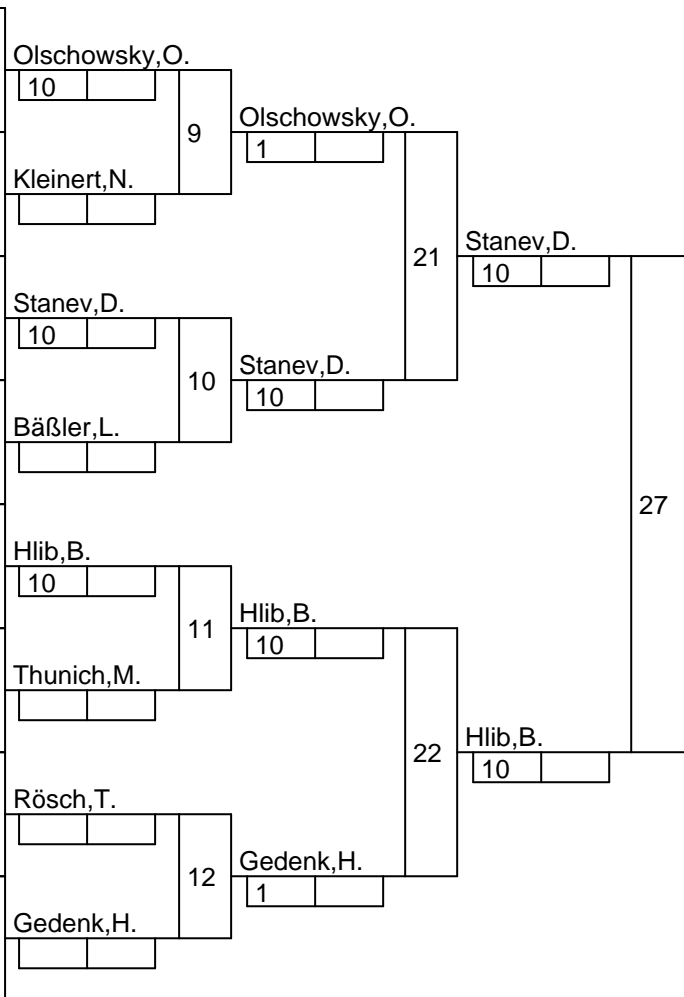 Olschowsky,O.
10
9
Kleinert,N.
Olschowsky,O.
1
Stanev,D.
10
10
Bäßler,L.
Stanev,D.
10
21
Stanev,D.
10
Hlib,B.
10
11
Thunich,M.
Hlib,B.
10
Rösch,T.
12
Gedenk,H.
Gedenk,H.
1
22
Hlib,B.
10
27